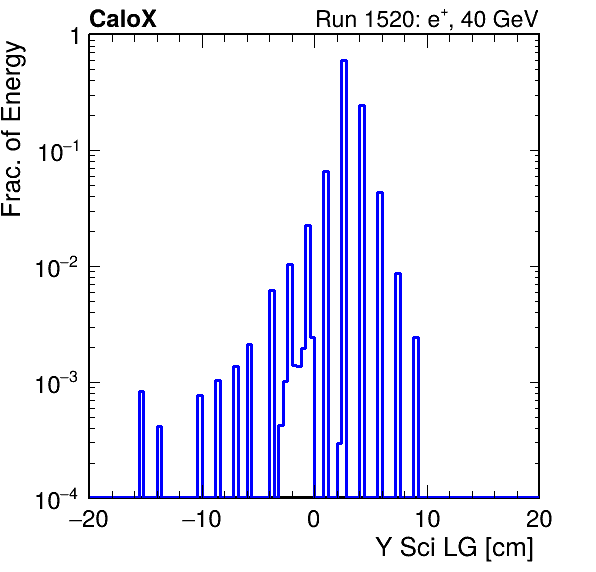 CaloX Run 1520: e⁺, 40 GeV
Frac. of Energy
1
10⁻¹
10⁻²
10⁻³
10⁻⁴
−20 −10 0 10 20
Y Sci LG [cm]